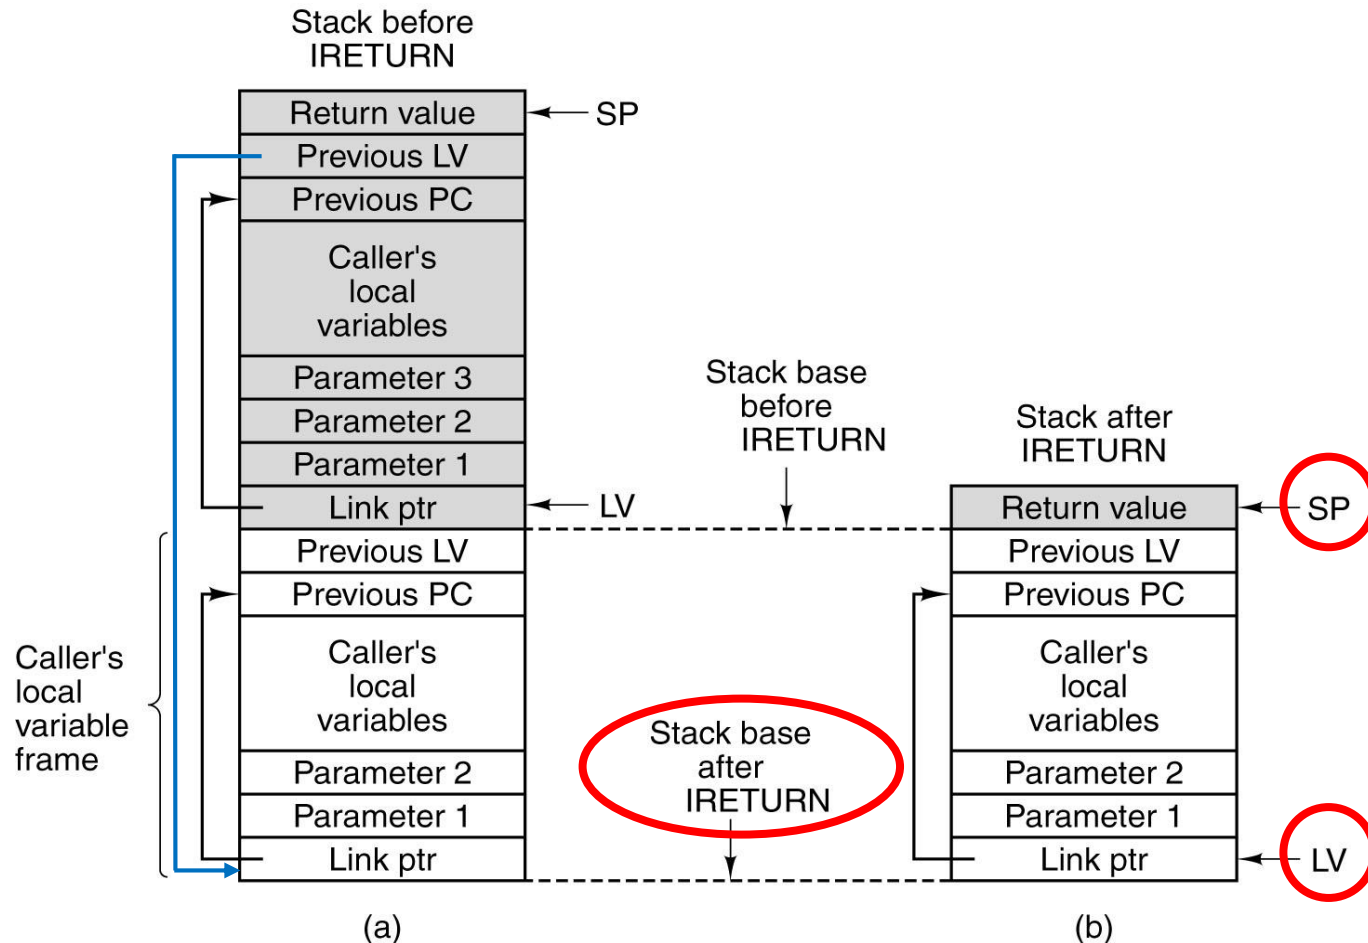 Stack before
IRETURN
Return value
SP
Previous LV
Previous PC
Caller's
local
variables
Parameter 3
Parameter 2
Parameter 1
Link ptr
LV
Previous LV
Previous PC
Caller's
local
variables
Parameter 2
Parameter 1
Link ptr
Caller's
local
variable
frame
(a)
Stack base
before
IRETURN
Stack base
after
IRETURN
Stack after
IRETURN
Return value
SP
Previous LV
Previous PC
Caller's
local
variables
Parameter 2
Parameter 1
Link ptr
LV
(b)